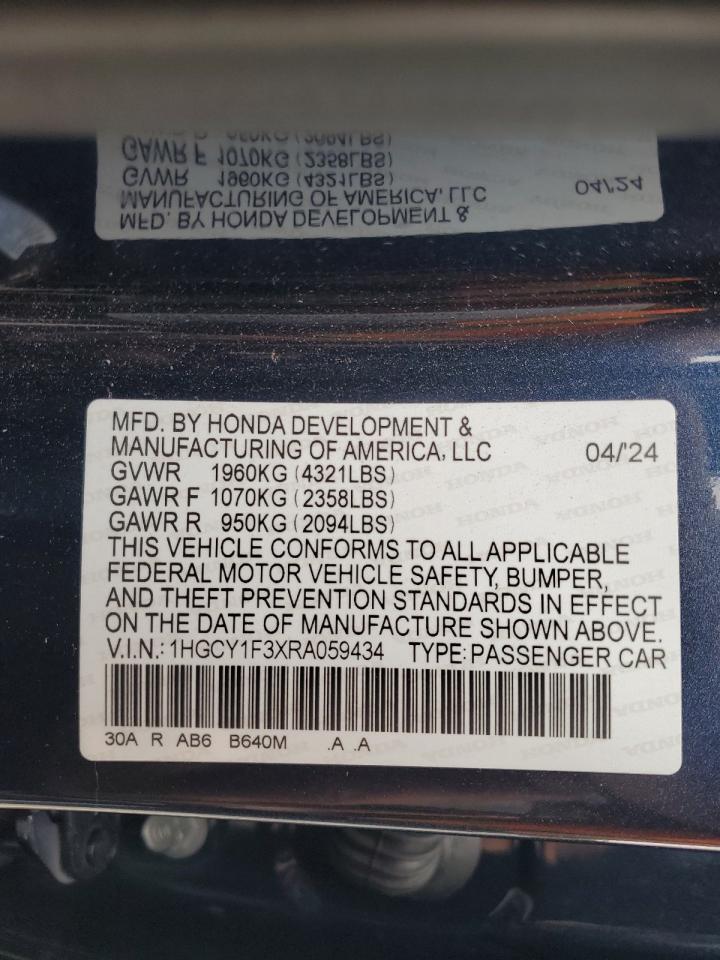 MFD. BY HONDA DEVELOPMENT &
MANUFACTURING OF AMERICA, LLC 04/'24
GVWR 1960KG (4321LBS)
GAWR F 1070KG (2358LBS)
GAWR R 950KG (2094LBS)
THIS VEHICLE CONFORMS TO ALL APPLICABLE
FEDERAL MOTOR VEHICLE SAFETY, BUMPER,
AND THEFT PREVENTION STANDARDS IN EFFECT
ON THE DATE OF MANUFACTURE SHOWN ABOVE.
V.I.N.: 1HGCY1F3XRA059434 TYPE: PASSENGER CAR
30A R AB6 B640M .A .A